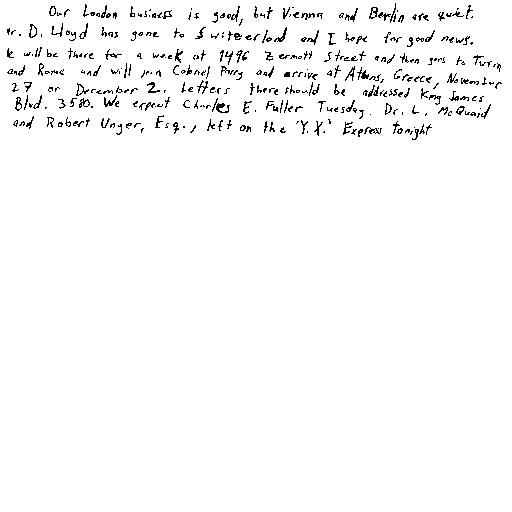 Our London business is good, but Vienna and Berlin are quiet.
Mr. D. Lloyd has gone to Switzerland and I hope for good news.
He will be there for a week at 1496 Zermott Street and then goes to Turin
and Rome and will join Colonel Parry and arrive at Athens, Greece, November
27 or December 2. Letters there should be addressed King James
Blvd. 3580. We expect Charles E. Fuller Tuesday. Dr. L. McQuaid
and Robert Unger, Esq., left on the 'Y.X.' Express tonight